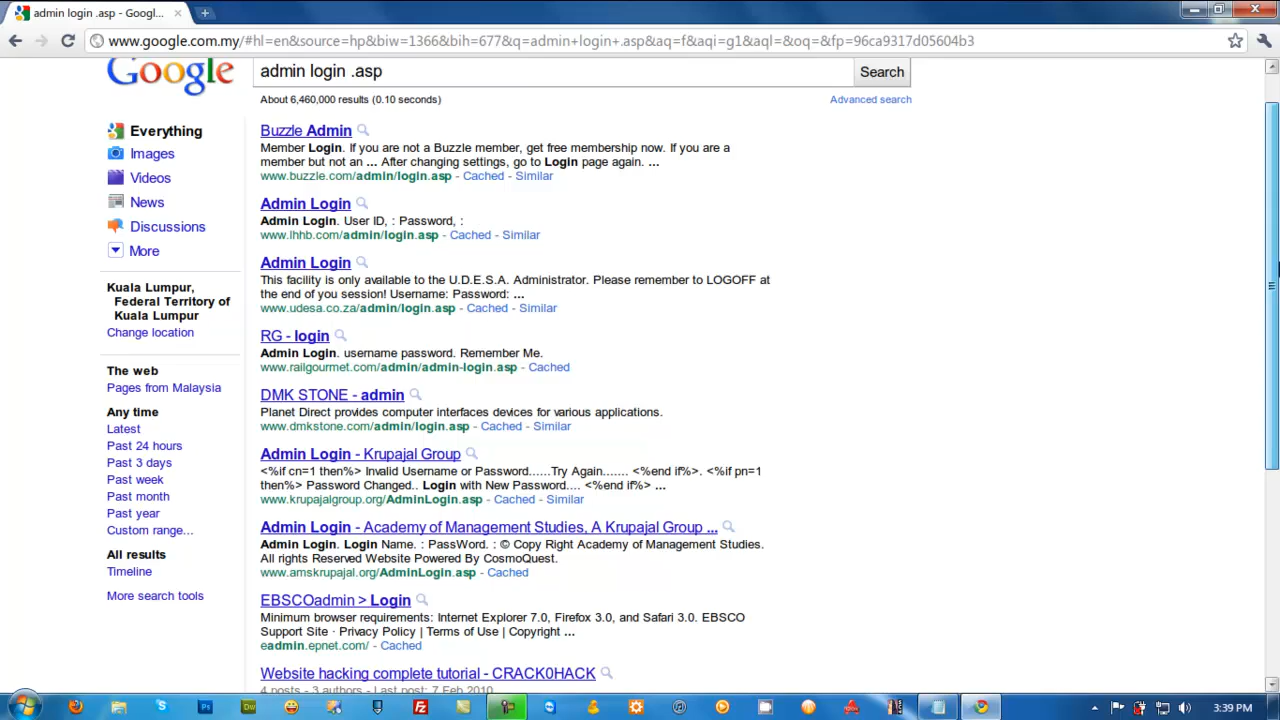 admin login .asp - Googl...
www.google.com.my/#hl=en&source=hp&biw=1366&bih=677&q=admin+login+.asp&aq=f&aqi=g1&aql=&oq=&fp=96ca9317d05604b3
Google
admin login .asp
Search
About 6,460,000 results (0.10 seconds)
Advanced search
Everything
Images
Videos
News
Discussions
More
Kuala Lumpur,
Federal Territory of
Kuala Lumpur
Change location
The web
Pages from Malaysia
Any time
Latest
Past 24 hours
Past 3 days
Past week
Past month
Past year
Custom range...
All results
Timeline
More search tools
Buzzle Admin
Member Login. If you are not a Buzzle member, get free membership now. If you are a
member but not an ... After changing settings, go to Login page again. ...
www.buzzle.com/admin/login.asp - Cached - Similar
Admin Login
Admin Login. User ID, : Password, :
www.lhhb.com/admin/login.asp - Cached - Similar
Admin Login
This facility is only available to the U.D.E.S.A. Administrator. Please remember to LOGOFF at
the end of you session! Username: Password: ...
www.udesa.co.za/admin/login.asp - Cached - Similar
RG - login
Admin Login. username password. Remember Me.
www.railgourmet.com/admin/admin-login.asp - Cached
DMK STONE - admin
Planet Direct provides computer interfaces devices for various applications.
www.dmkstone.com/admin/login.asp - Cached - Similar
Admin Login - Krupajal Group
<%if cn=1 then%> Invalid Username or Password......Try Again....... <%end if%>. <%if pn=1
then%> Password Changed.. Login with New Password.... <%end if%> ...
www.krupajalgroup.org/AdminLogin.asp - Cached - Similar
Admin Login - Academy of Management Studies, A Krupajal Group ...
Admin Login. Login Name. : PassWord. : © Copy Right Academy of Management Studies.
All rights Reserved Website Powered By CosmoQuest.
www.amskrupajal.org/AdminLogin.asp - Cached
EBSCOadmin > Login
Minimum browser requirements: Internet Explorer 7.0, Firefox 3.0, and Safari 3.0. EBSCO
Support Site · Privacy Policy | Terms of Use | Copyright ...
eadmin.epnet.com/ - Cached
Website hacking complete tutorial - CRACK0HACK
4 posts - 3 authors - Last post: 7 Feb 2010
3:39 PM